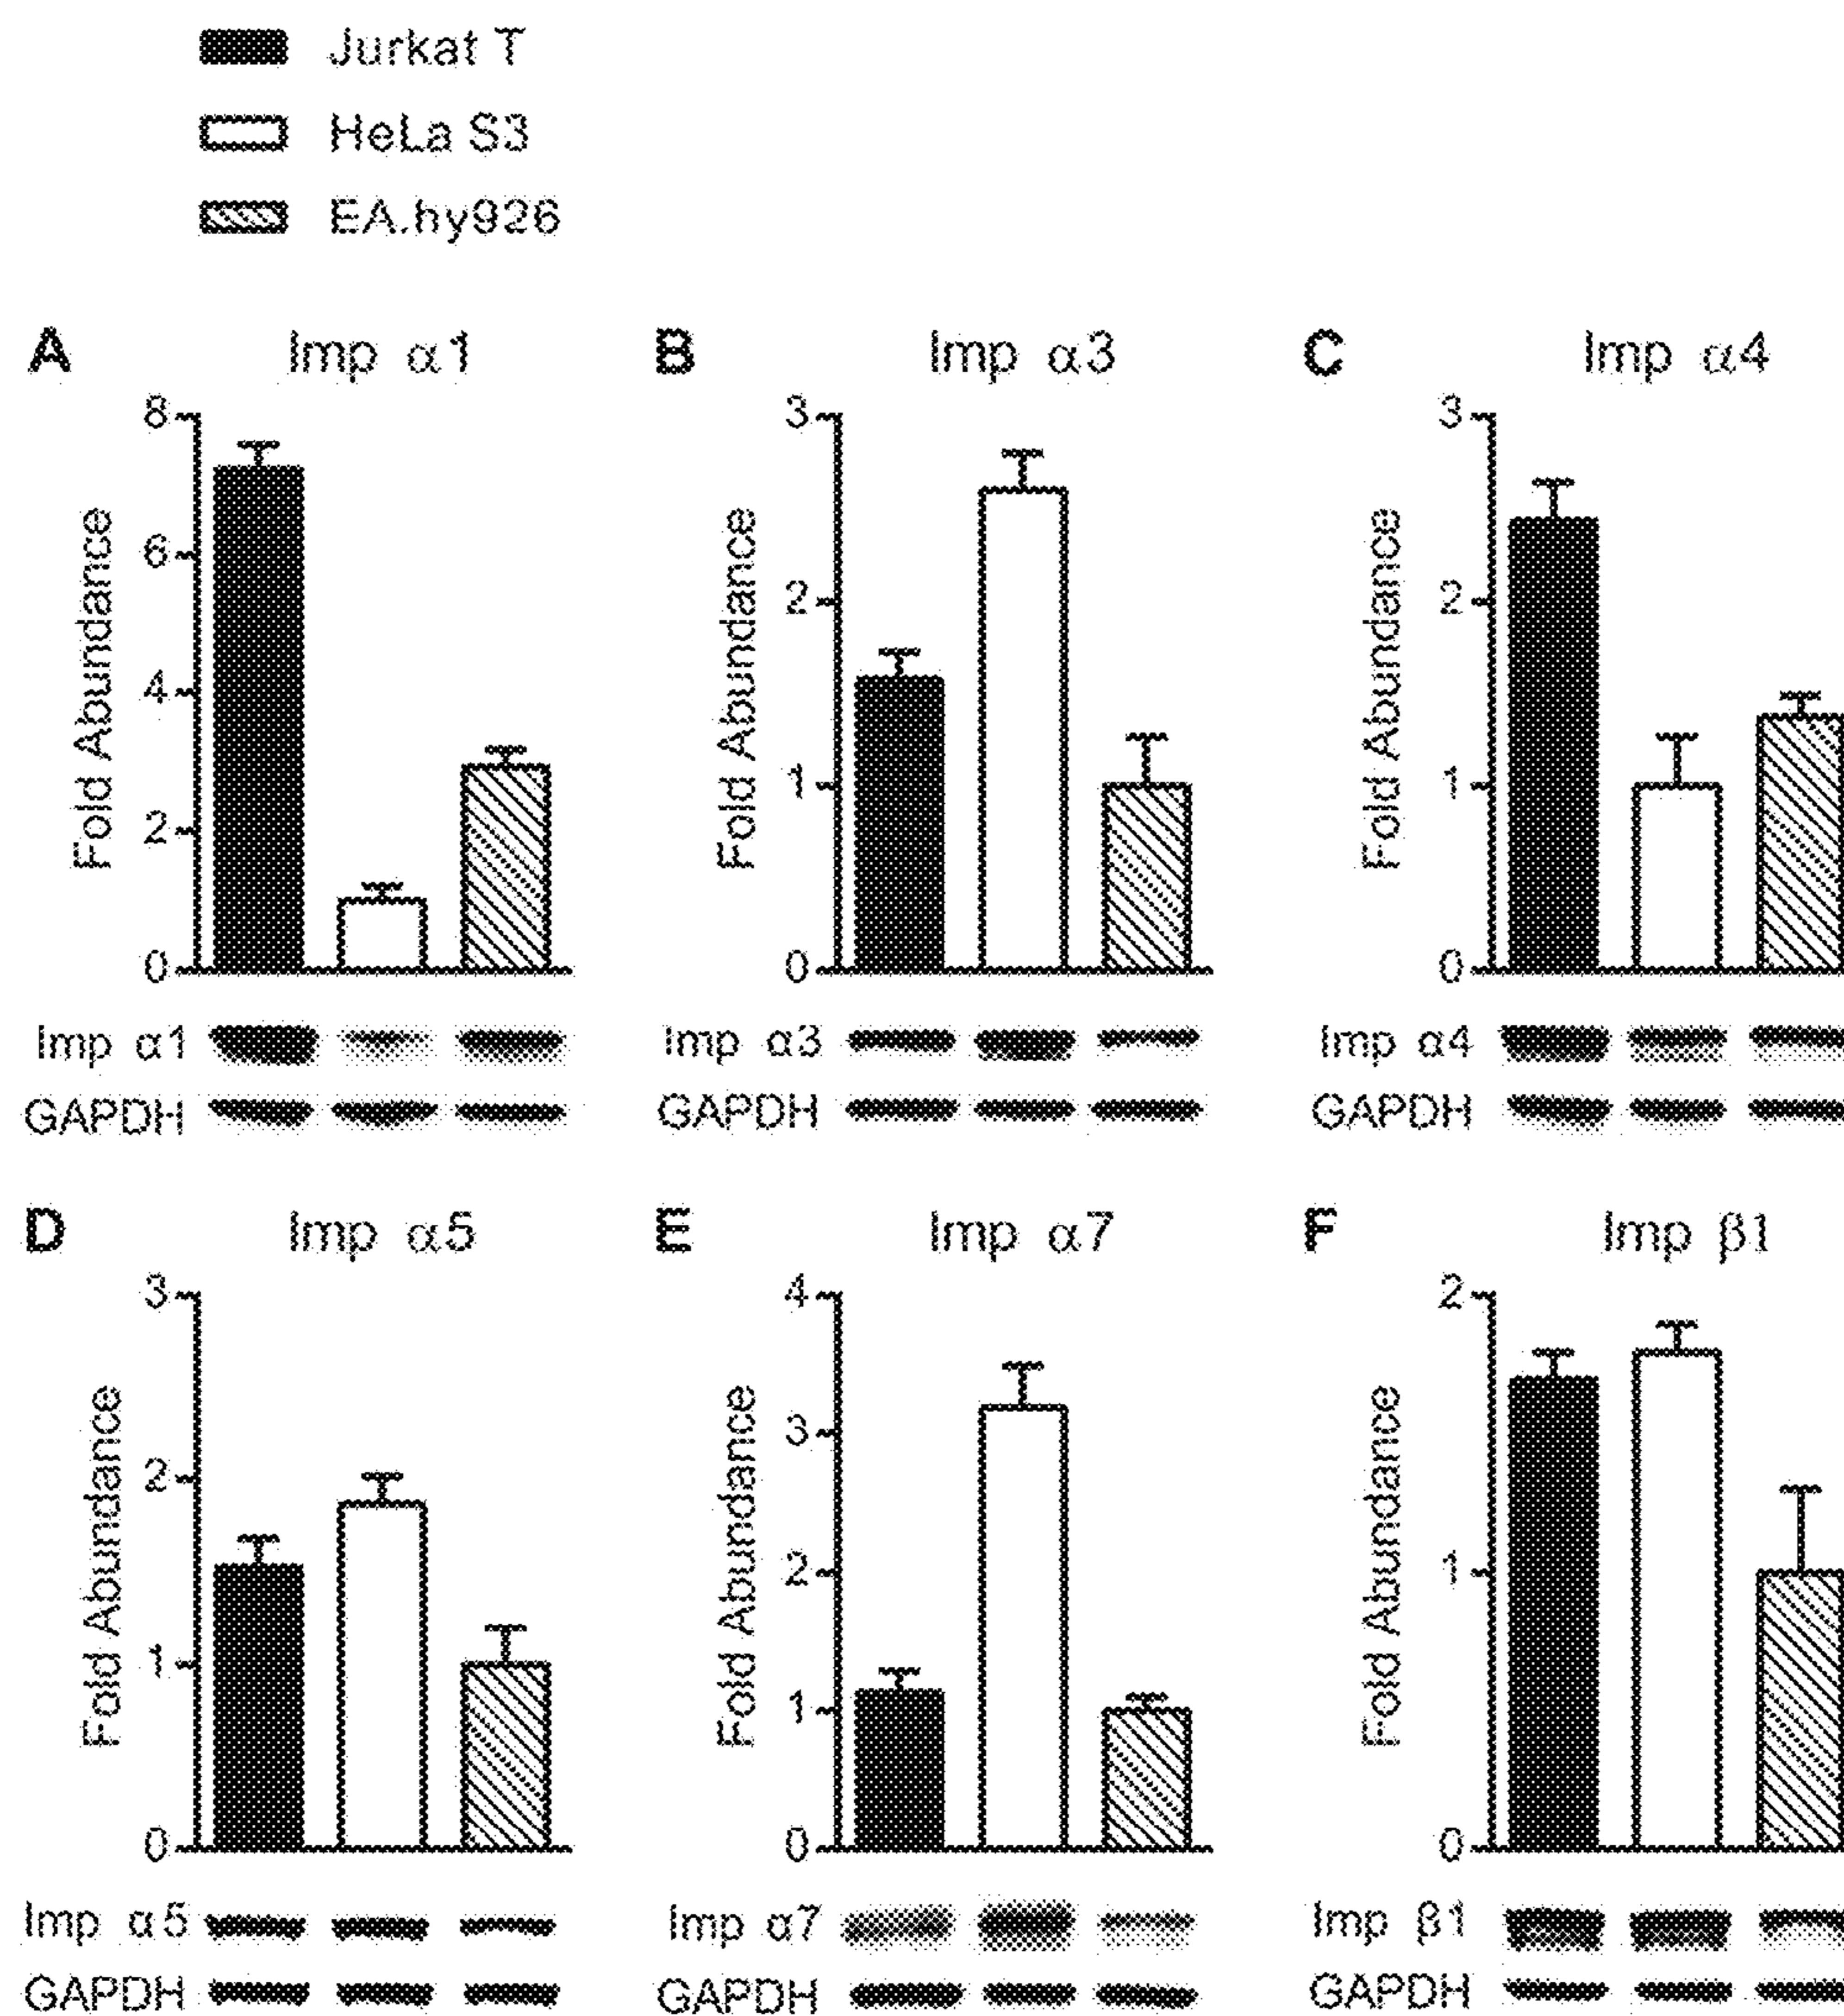 Jurkat T
HeLa S3
EA.hy926
A Imp α1
8
6
4
2
0
Fold Abundance
Imp α1
GAPDH
B Imp α3
3
2
1
0
Fold Abundance
Imp α3
GAPDH
C Imp α4
3
2
1
0
Fold Abundance
Imp α4
GAPDH
D Imp α5
3
2
1
0
Fold Abundance
Imp α5
GAPDH
E Imp α7
4
3
2
1
0
Fold Abundance
Imp α7
GAPDH
F Imp β1
2
1
0
Fold Abundance
Imp β1
GAPDH